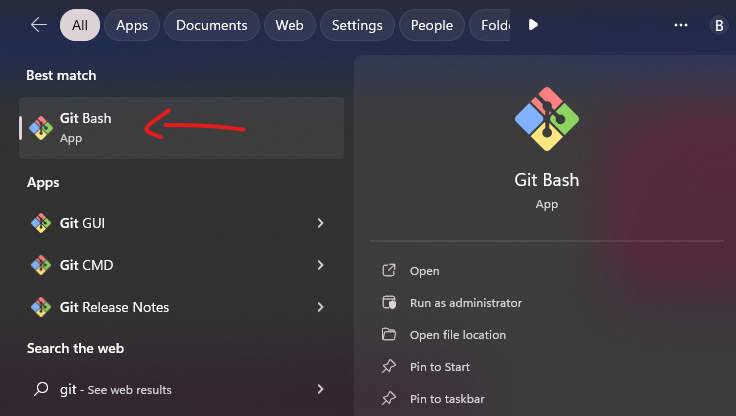 All
Apps
Documents
Web
Settings
People
Folde
B
Best match
Git Bash
App
Apps
Git GUI
Git CMD
Git Release Notes
Search the web
git - See web results
Git Bash
App
Open
Run as administrator
Open file location
Pin to Start
Pin to taskbar